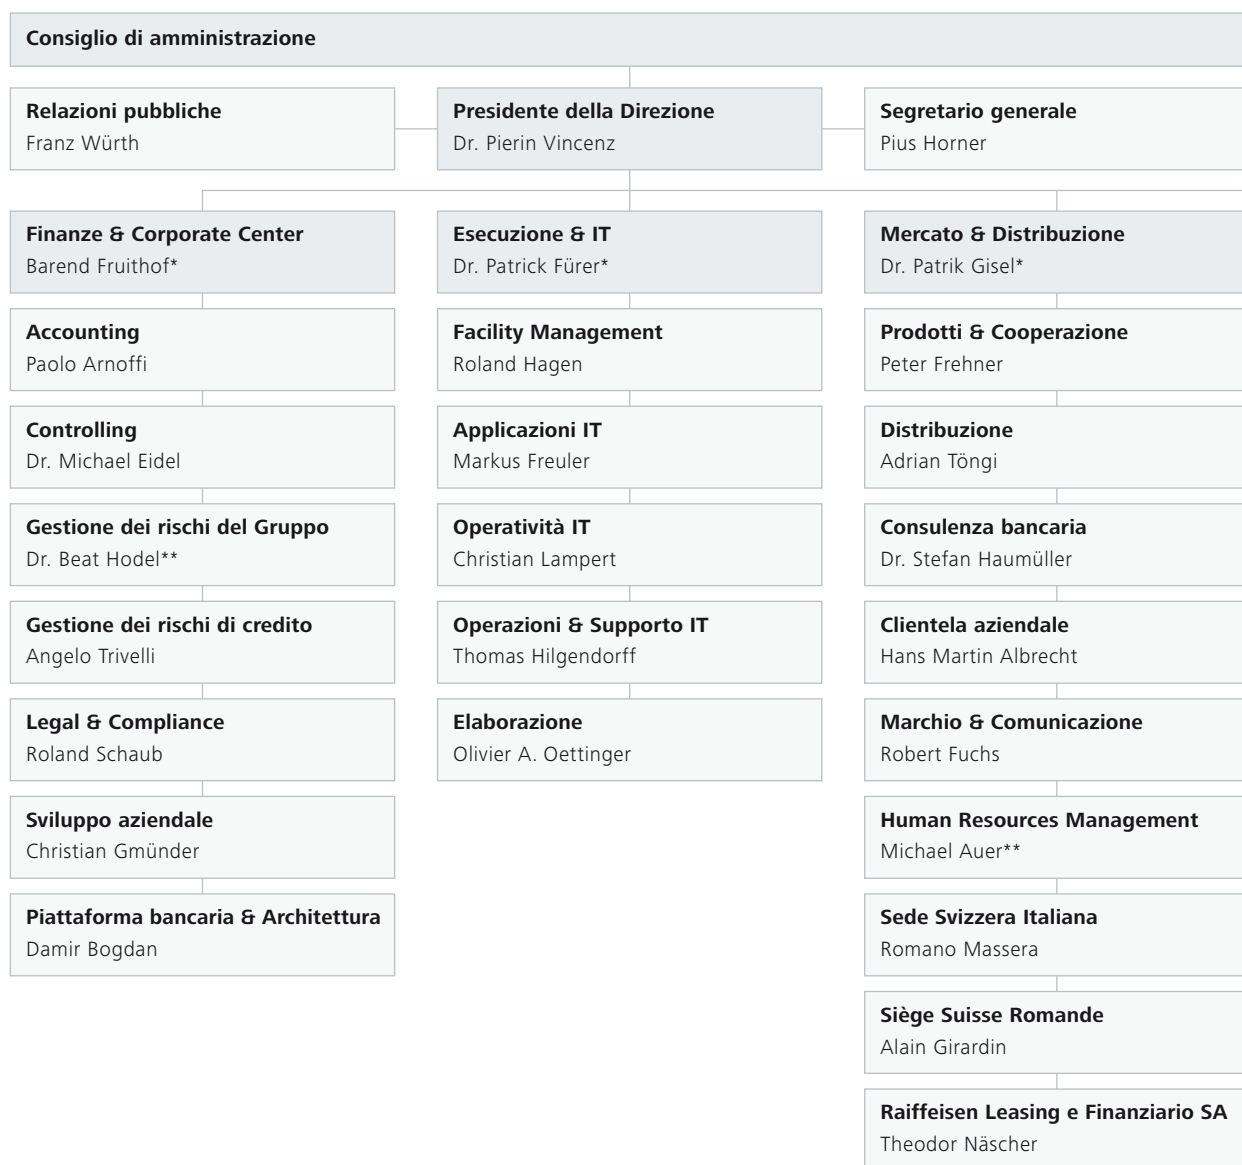 Consiglio di amministrazione
Relazioni pubbliche
Franz Würth
Presidente della Direzione
Dr. Pierin Vincenz
Segretario generale
Pius Horner
Finanze & Corporate Center
Barend Fruithof*
Accounting
Paolo Arnoffi
Controlling
Dr. Michael Eidel
Gestione dei rischi del Gruppo
Dr. Beat Hodel**
Gestione dei rischi di credito
Angelo Trivelli
Legal & Compliance
Roland Schaub
Sviluppo aziendale
Christian Gmünder
Piattaforma bancaria & Architettura
Damir Bogdan
Esecuzione & IT
Dr. Patrick Fürer*
Facility Management
Roland Hagen
Applicazioni IT
Markus Freuler
Operatività IT
Christian Lampert
Operazioni & Supporto IT
Thomas Hilgendorff
Elaborazione
Olivier A. Oettinger
Mercato & Distribuzione
Dr. Patrik Gisel*
Prodotti & Cooperazione
Peter Frehner
Distribuzione
Adrian Töngi
Consulenza bancaria
Dr. Stefan Haumüller
Clientela aziendale
Hans Martin Albrecht
Marchio & Comunicazione
Robert Fuchs
Human Resources Management
Michael Auer**
Sede Svizzera Italiana
Romano Massera
Siège Suisse Romande
Alain Girardin
Raiffeisen Leasing e Finanziario SA
Theodor Näscher